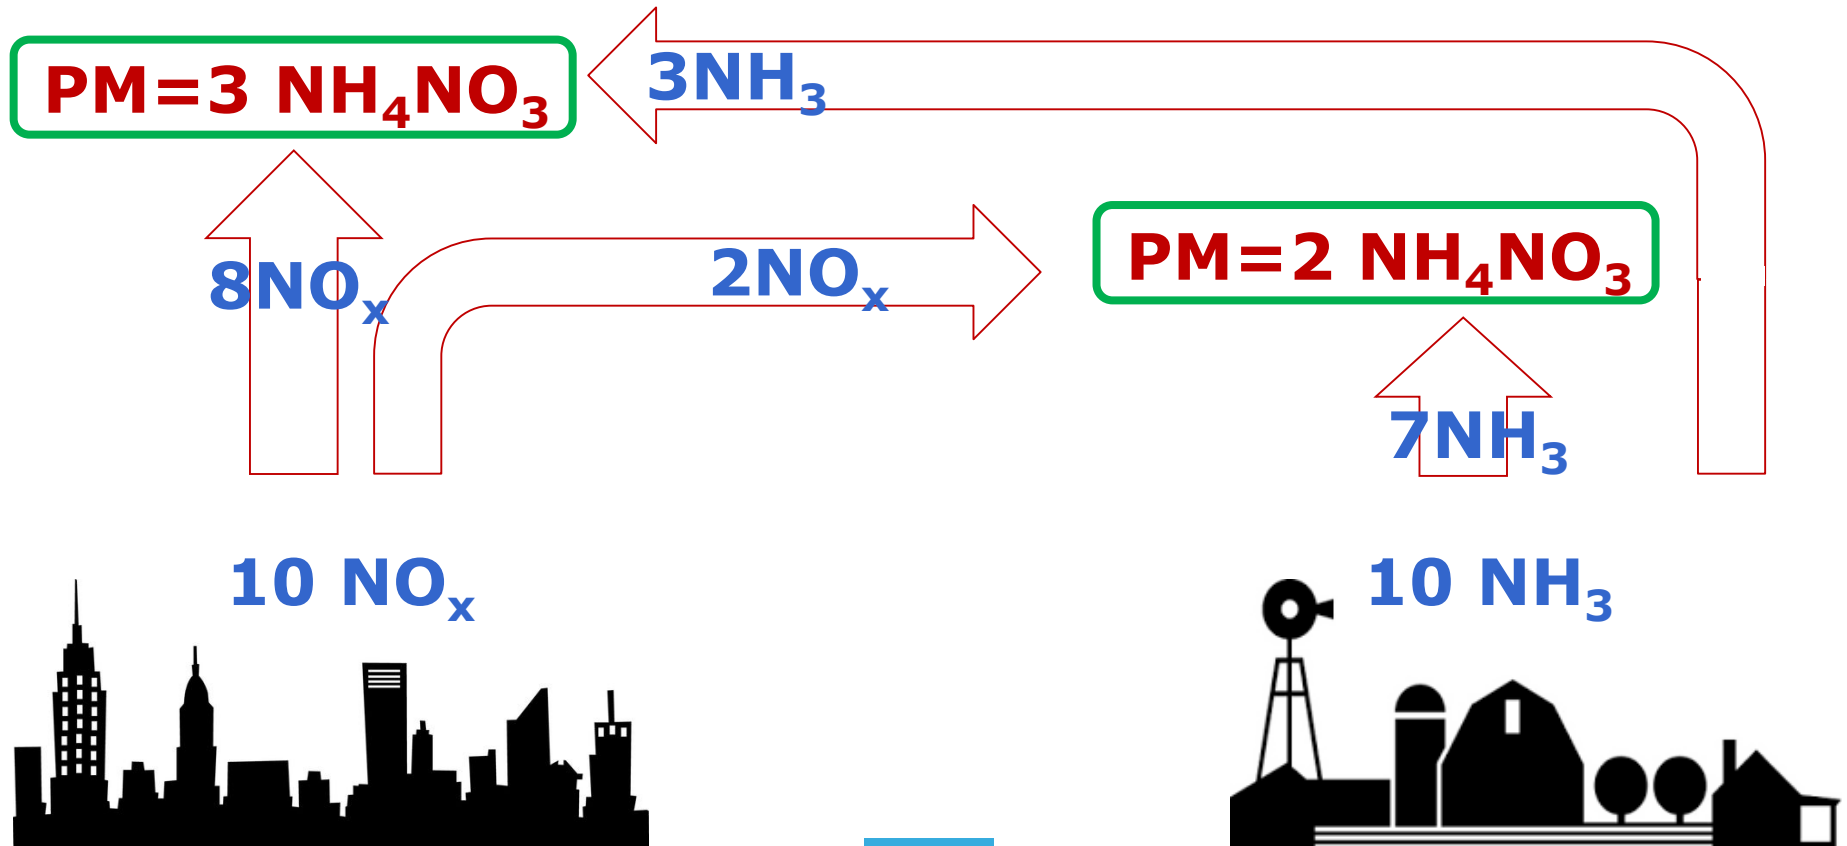 PM=3 NH₄NO₃
3NH₃
8NOₓ
2NOₓ
PM=2 NH₄NO₃
7NH₃
10 NOₓ
10 NH₃